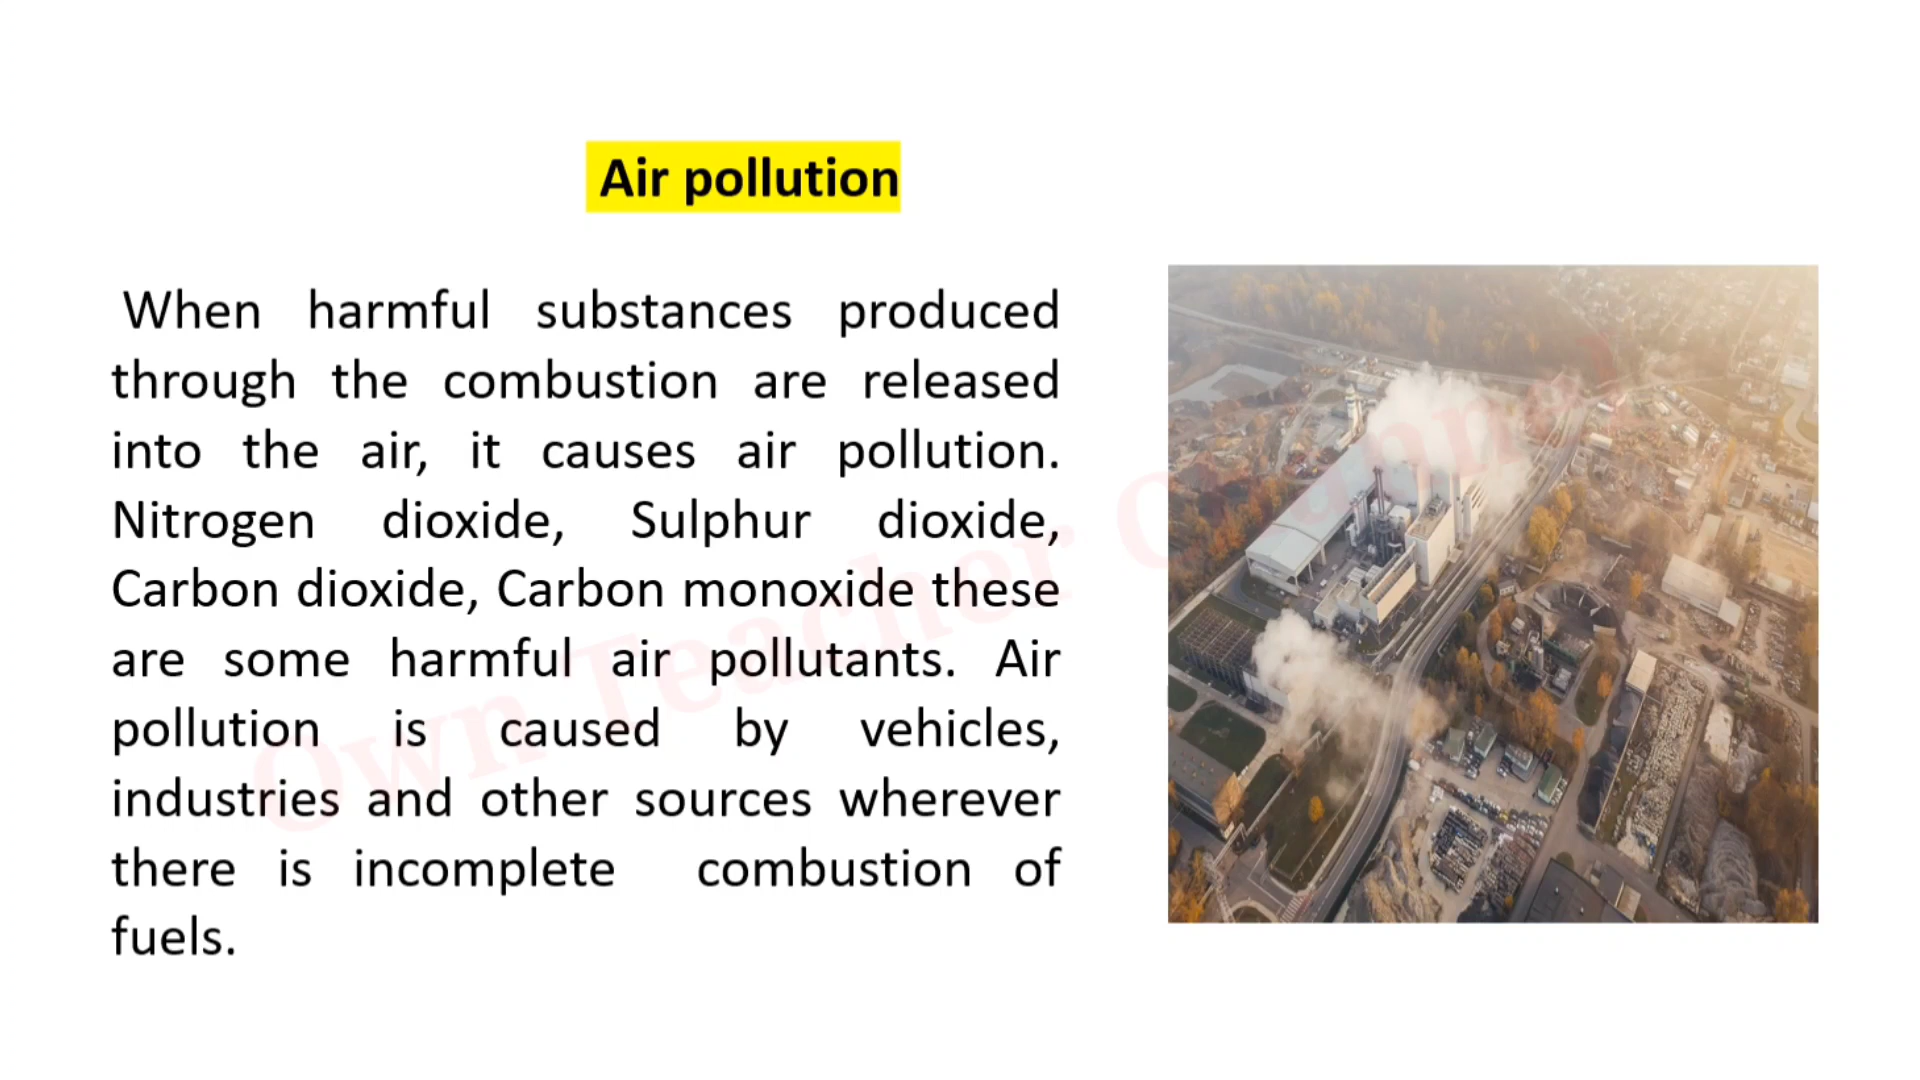 Air pollution
When harmful substances produced
through the combustion are released
into the air, it causes air pollution.
Nitrogen dioxide, Sulphur dioxide,
Carbon dioxide, Carbon monoxide these
are some harmful air pollutants. Air
pollution is caused by vehicles,
industries and other sources wherever
there is incomplete combustion of
fuels.
Own Teacher